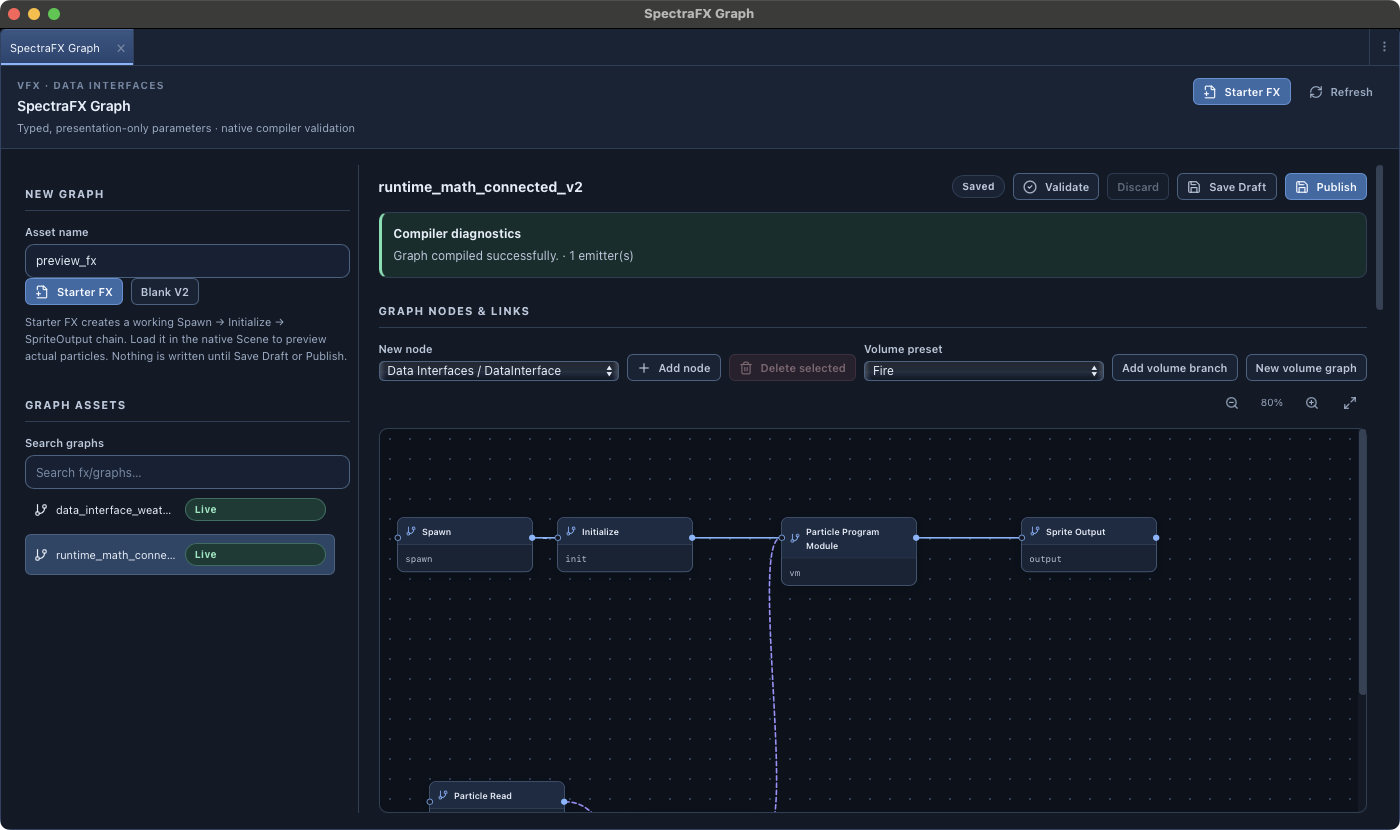 SpectraFX Graph
SpectraFX Graph
VFX · DATA INTERFACES
SpectraFX Graph
Typed, presentation-only parameters · native compiler validation
Starter FX
Refresh
NEW GRAPH
Asset name
preview_fx
Starter FX
Blank V2
Starter FX creates a working Spawn → Initialize →
SpriteOutput chain. Load it in the native Scene to preview
actual particles. Nothing is written until Save Draft or Publish.
GRAPH ASSETS
Search graphs
Search fx/graphs...
data_interface_weat...
Live
runtime_math_conne...
Live
runtime_math_connected_v2
Saved
Validate
Discard
Save Draft
Publish
Compiler diagnostics
Graph compiled successfully. · 1 emitter(s)
GRAPH NODES & LINKS
New node
Data Interfaces / DataInterface
Add node
Delete selected
Volume preset
Fire
Add volume branch
New volume graph
80%
Spawn
spawn
Initialize
init
Particle Program
Module
vm
Sprite Output
output
Particle Read